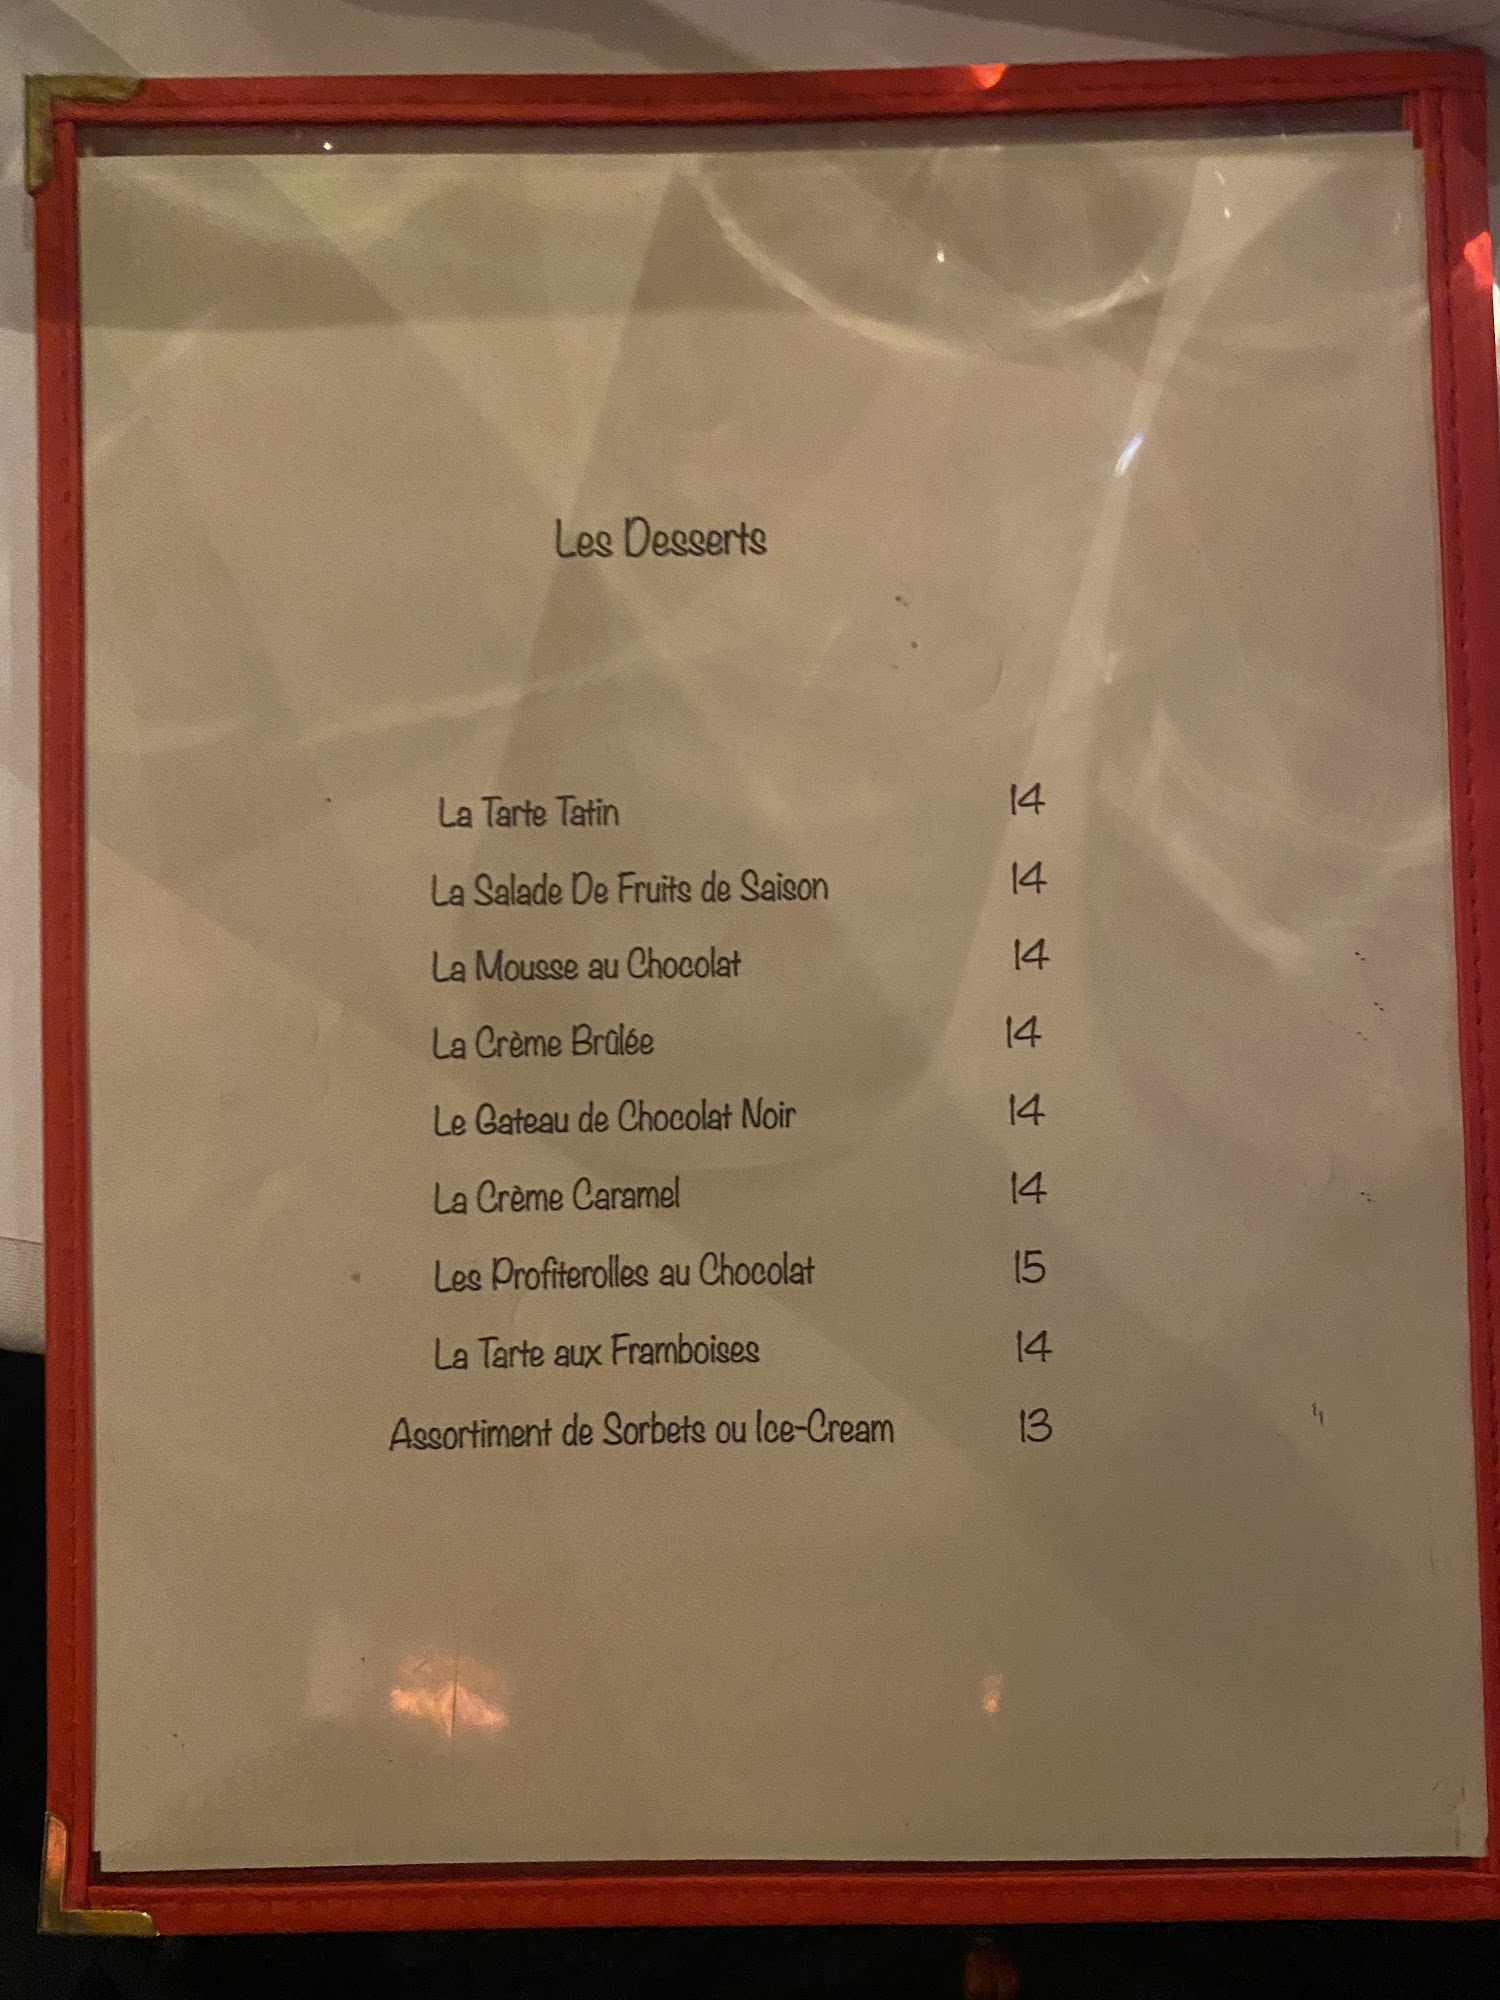 Les Desserts
La Tarte Tatin 14
La Salade De Fruits de Saison 14
La Mousse au Chocolat 14
La Crème Brûlée 14
Le Gateau de Chocolat Noir 14
La Crème Caramel 14
Les Profiterolles au Chocolat 15
La Tarte aux Framboises 14
Assortiment de Sorbets ou Ice-Cream 13